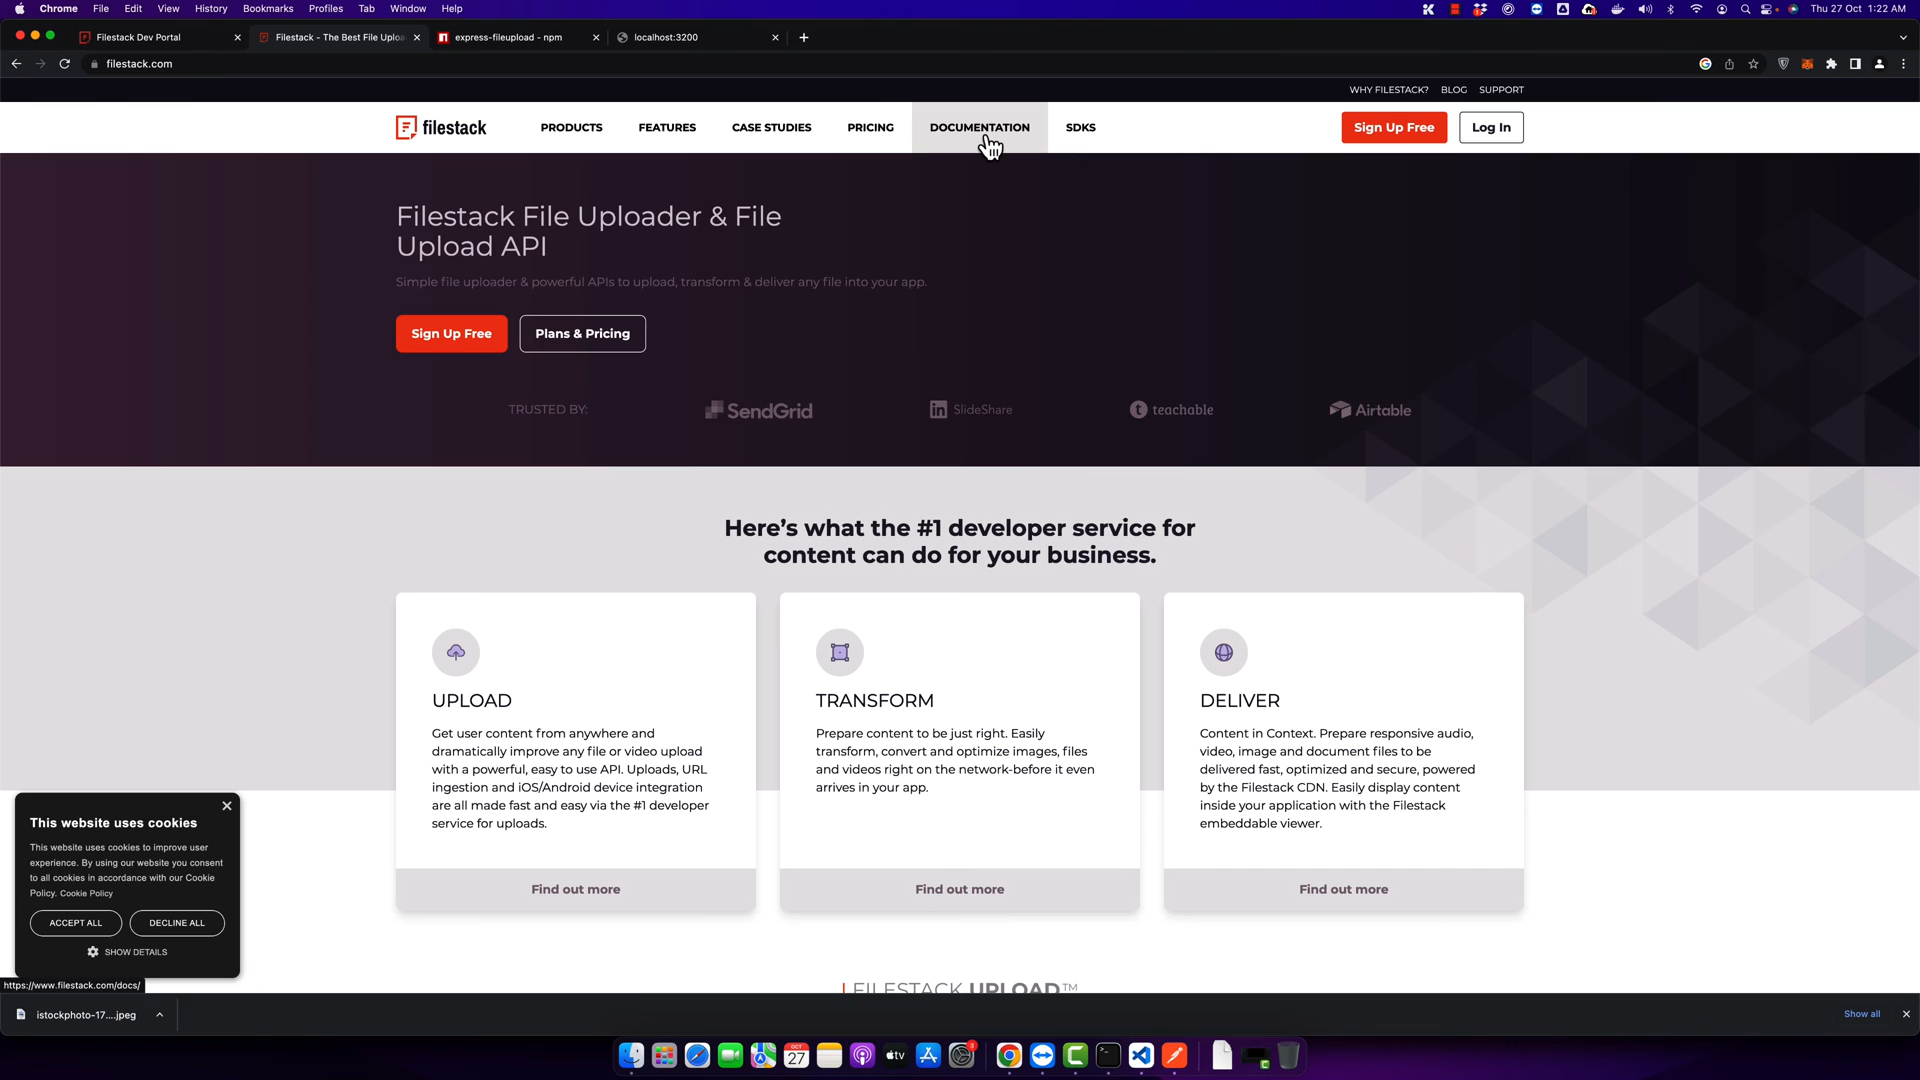 Chrome File Edit View History Bookmarks Profiles Tab Window Help Thu 27 Oct 1:22 AM
Filestack Dev Portal Filestack - The Best File Uploa express-fileupload - npm localhost:3200
filestack.com
WHY FILESTACK? BLOG SUPPORT
filestack PRODUCTS FEATURES CASE STUDIES PRICING DOCUMENTATION SDKS Sign Up Free Log In
Filestack File Uploader & File
Upload API
Simple file uploader & powerful APIs to upload, transform & deliver any file into your app.
Sign Up Free Plans & Pricing
TRUSTED BY: SendGrid SlideShare teachable Airtable
Here's what the #1 developer service for
content can do for your business.
UPLOAD
Get user content from anywhere and
dramatically improve any file or video upload
with a powerful, easy to use API. Uploads, URL
ingestion and iOS/Android device integration
are all made fast and easy via the #1 developer
service for uploads.
Find out more
TRANSFORM
Prepare content to be just right. Easily
transform, convert and optimize images, files
and videos right on the network-before it even
arrives in your app.
Find out more
DELIVER
Content in Context. Prepare responsive audio,
video, image and document files to be
delivered fast, optimized and secure, powered
by the Filestack CDN. Easily display content
inside your application with the Filestack
embeddable viewer.
Find out more
This website uses cookies
This website uses cookies to improve user
experience. By using our website you consent
to all cookies in accordance with our Cookie
Policy. Cookie Policy
ACCEPT ALL DECLINE ALL
SHOW DETAILS
https://www.filestack.com/docs/
FILESTACK UPLOAD™
istockphoto-17....jpeg Show all
OCT
27
tv
3